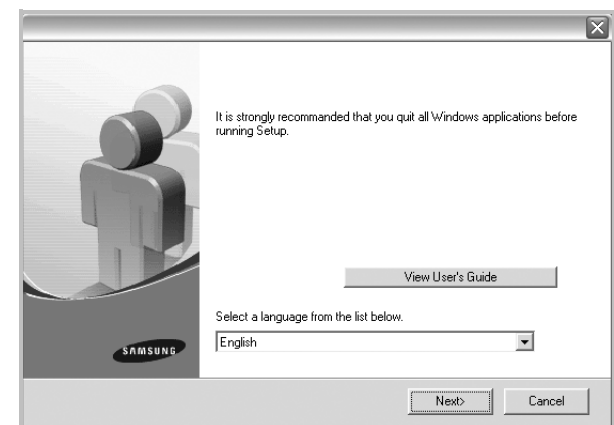 It is strongly recommanded that you quit all Windows applications before
running Setup.
View User's Guide
Select a language from the list below.
English
SAMSUNG
Next>
Cancel